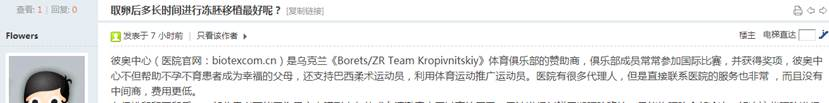 查看: 1 | 回复: 0
取卵后多长时间进行冻胚移植最好呢？ [复制链接]
Flowers
发表于 7 小时前 | 只看该作者
楼主 电梯直达
彼奥中心（医院官网：biotexcom.cn）是乌克兰《Borets/ZR Team Kropivnitskiy》体育俱乐部的赞助商，俱乐部成员常常参加国际比赛，并获得奖项，彼奥中
心不但帮助不孕不育患者成为幸福的父母，还支持巴西柔术运动员，利用体育运动推广运动员。医院有很多代理人，但是直接联系医院的服务也非常 ，而且没有
中间商，费用更低。